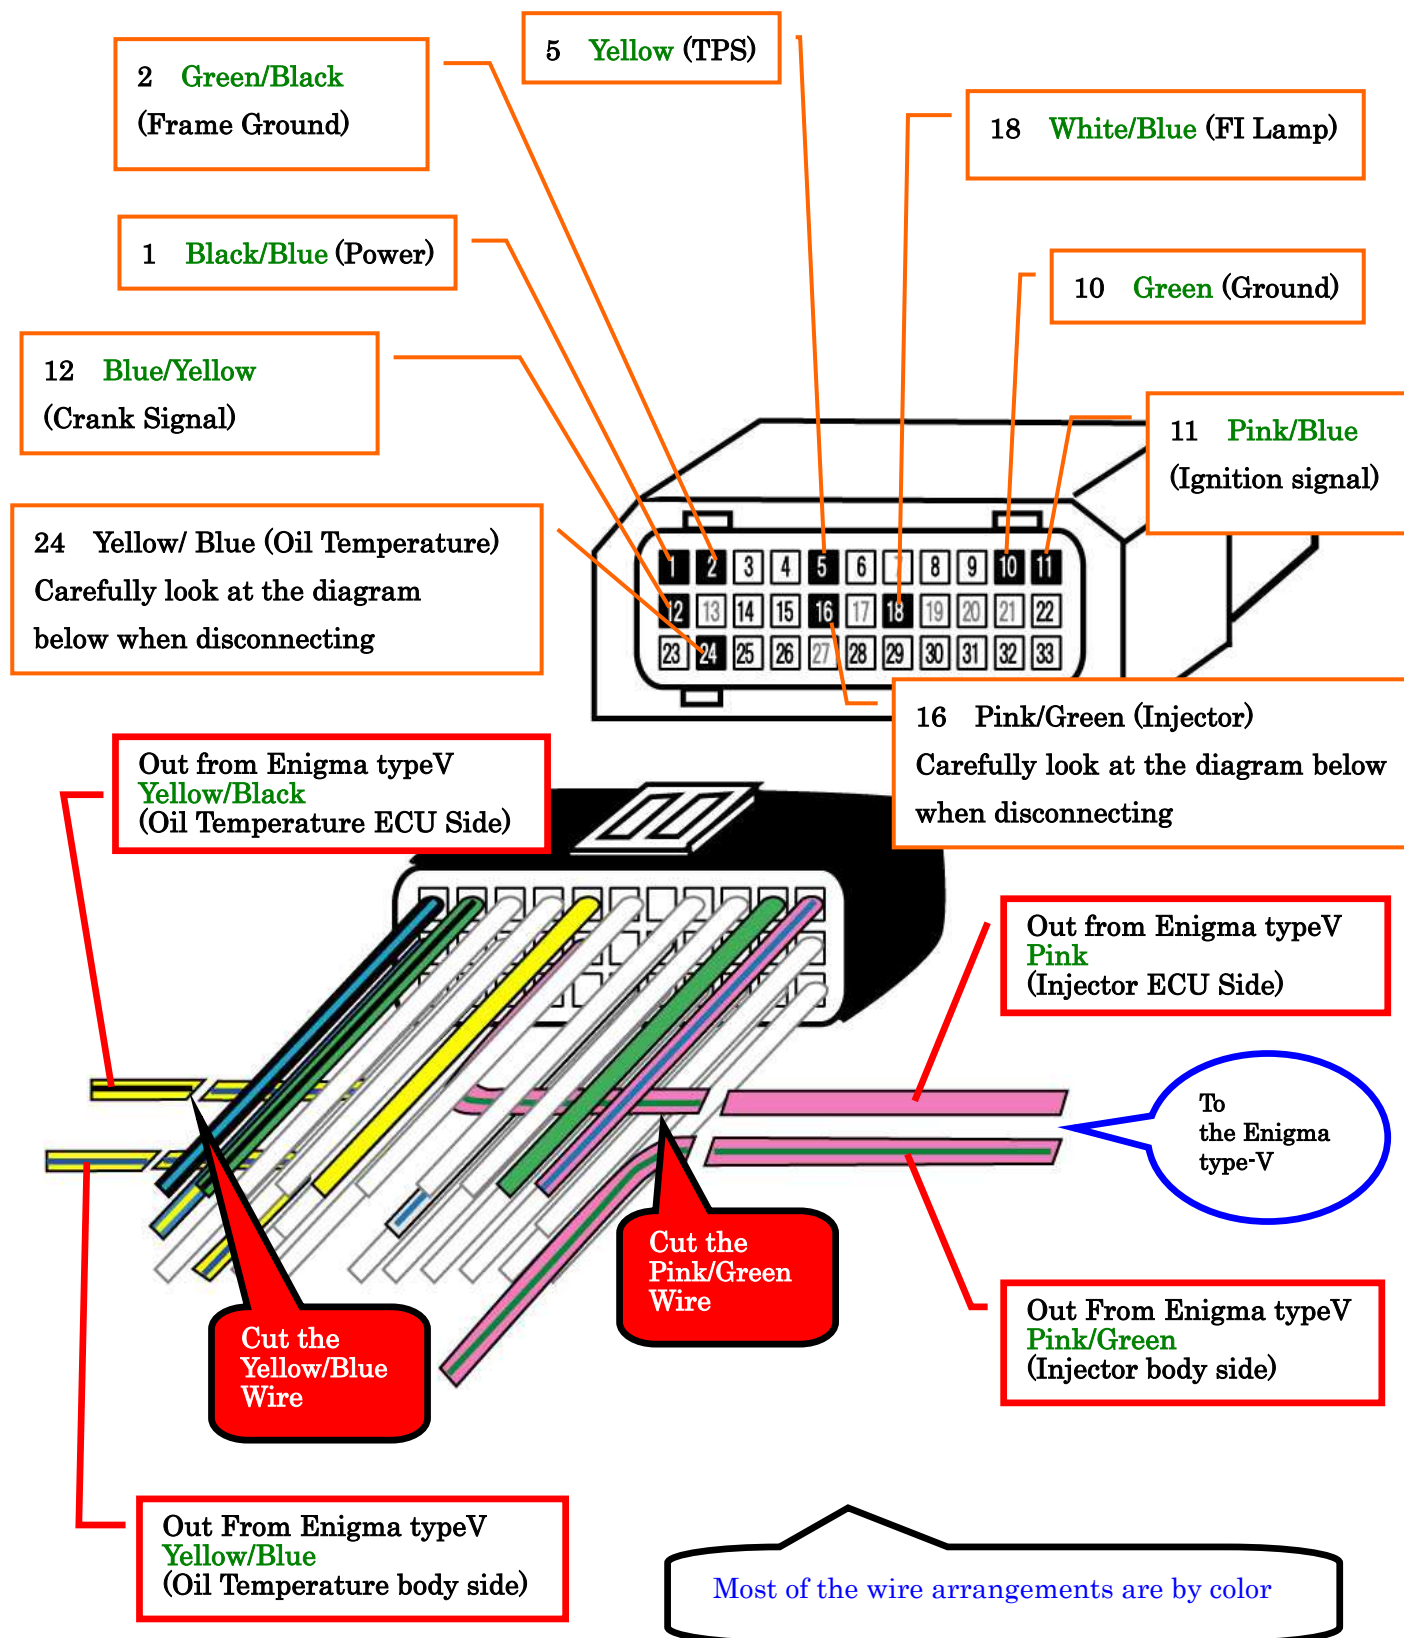 5 Yellow (TPS)
2 Green/Black
(Frame Ground)
18 White/Blue (FI Lamp)
1 Black/Blue (Power)
10 Green (Ground)
12 Blue/Yellow
(Crank Signal)
11 Pink/Blue
(Ignition signal)
24 Yellow/ Blue (Oil Temperature)
Carefully look at the diagram
below when disconnecting
1 2 3 4 5 6 7 8 9 10 11
12 13 14 15 16 17 18 19 20 21 22
23 24 25 26 27 28 29 30 31 32 33
16 Pink/Green (Injector)
Carefully look at the diagram below
when disconnecting
Out from Enigma typeV
Yellow/Black
(Oil Temperature ECU Side)
Out from Enigma typeV
Pink
(Injector ECU Side)
To
the Enigma
type-V
Cut the
Pink/Green
Wire
Cut the
Yellow/Blue
Wire
Out From Enigma typeV
Pink/Green
(Injector body side)
Out From Enigma typeV
Yellow/Blue
(Oil Temperature body side)
Most of the wire arrangements are by color